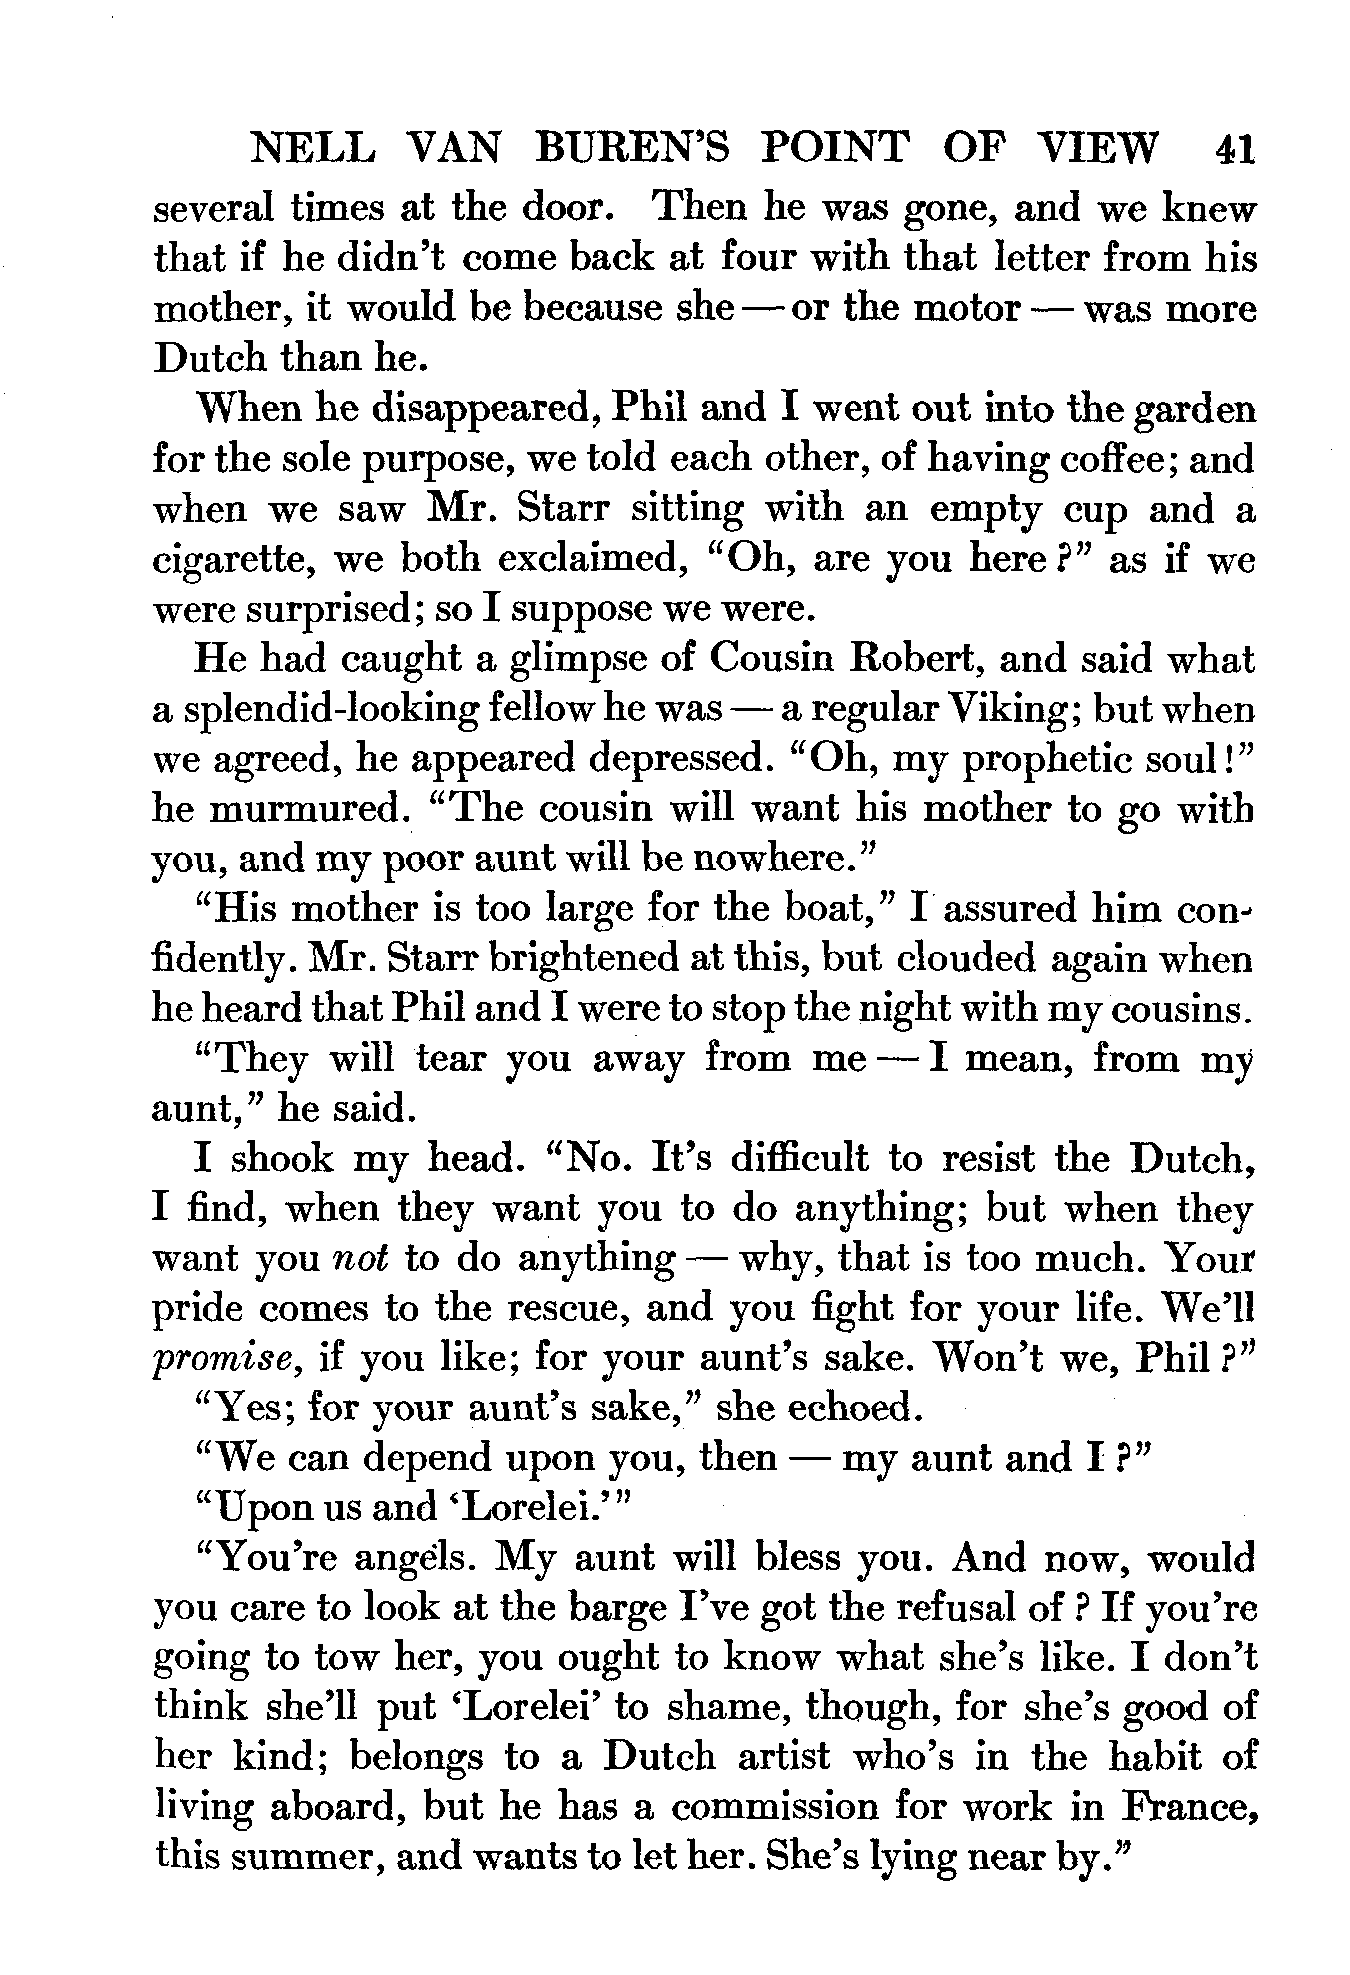 NELL VAN BUREN'S POINT OF VIEW 41
several times at the door. Then he was gone, and we knew
that if he didn't come back at four with that letter from his
mother, it would be because she — or the motor — was more
Dutch than he.
When he disappeared, Phil and I went out into the garden
for the sole purpose, we told each other, of having coffee; and
when we saw Mr. Starr sitting with an empty cup and a
cigarette, we both exclaimed, "Oh, are you here?" as if we
were surprised; so I suppose we were.
He had caught a glimpse of Cousin Robert, and said what
a splendid-looking fellow he was — a regular Viking; but when
we agreed, he appeared depressed. "Oh, my prophetic soul!"
he murmured. "The cousin will want his mother to go with
you, and my poor aunt will be nowhere."
"His mother is too large for the boat," I assured him con-
fidently. Mr. Starr brightened at this, but clouded again when
he heard that Phil and I were to stop the night with my cousins.
"They will tear you away from me — I mean, from my
aunt," he said.
I shook my head. "No. It's difficult to resist the Dutch,
I find, when they want you to do anything; but when they
want you not to do anything — why, that is too much. Your
pride comes to the rescue, and you fight for your life. We'll
promise, if you like; for your aunt's sake. Won't we, Phil?"
"Yes; for your aunt's sake," she echoed.
"We can depend upon you, then — my aunt and I?"
"Upon us and 'Lorelei.'"
"You're angels. My aunt will bless you. And now, would
you care to look at the barge I've got the refusal of? If you're
going to tow her, you ought to know what she's like. I don't
think she'll put 'Lorelei' to shame, though, for she's good of
her kind; belongs to a Dutch artist who's in the habit of
living aboard, but he has a commission for work in France,
this summer, and wants to let her. She's lying near by."